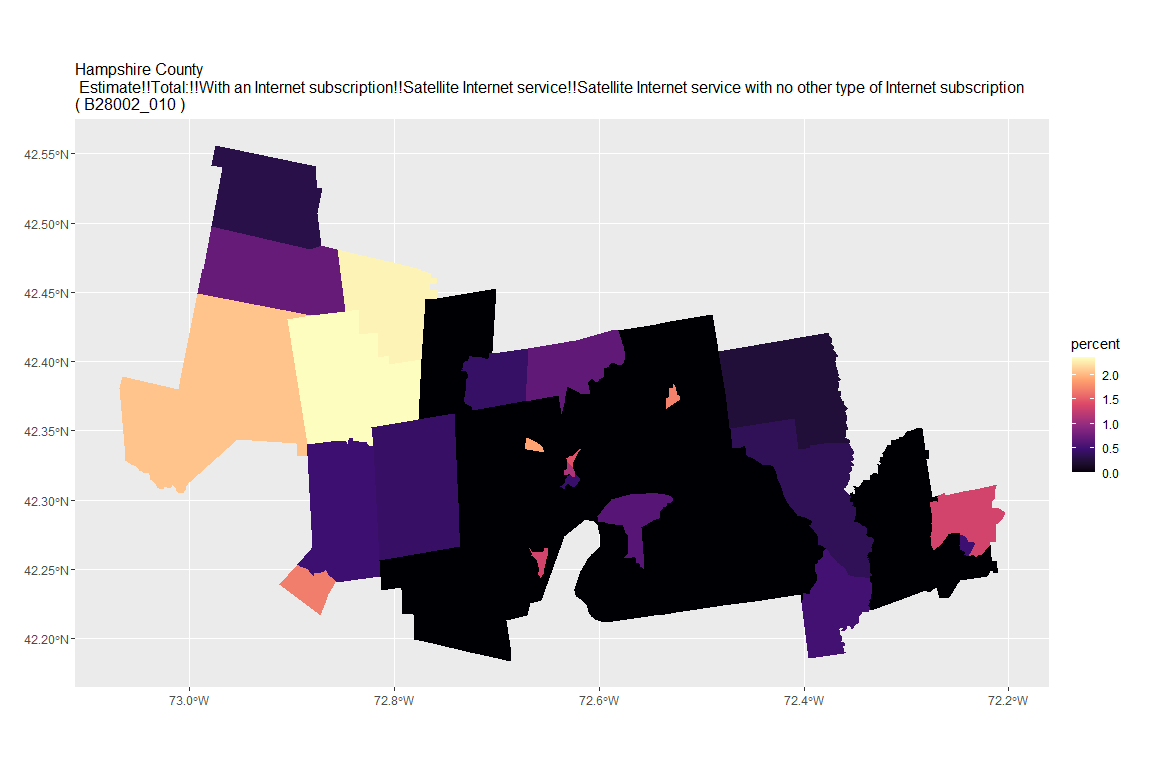 Hampshire County
Estimate!!Total:!!With an Internet subscription!!Satellite Internet service!!Satellite Internet service with no other type of Internet subscription
( B28002_010 )
42.55°N
42.50°N
42.45°N
42.40°N
42.35°N
42.30°N
42.25°N
42.20°N
73.0°W
72.8°W
72.6°W
72.4°W
72.2°W
percent
2.0
1.5
1.0
0.5
0.0